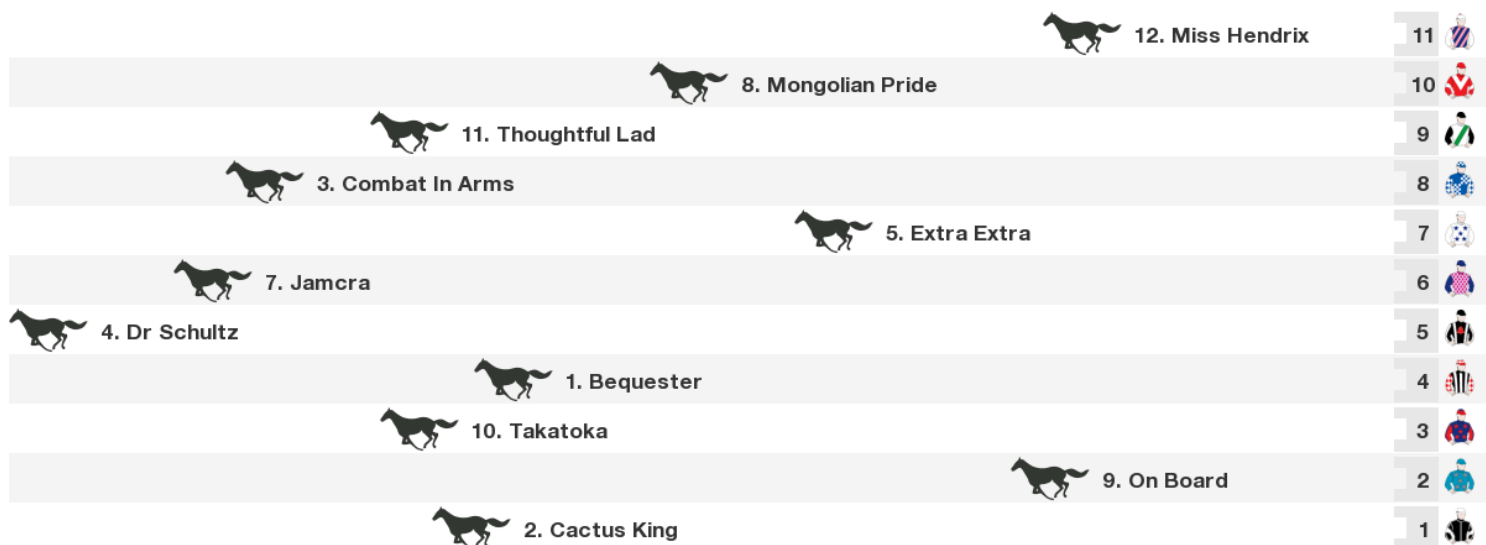 12. Miss Hendrix 11
8. Mongolian Pride 10
11. Thoughtful Lad 9
3. Combat In Arms 8
5. Extra Extra 7
7. Jamcra 6
4. Dr Schultz 5
1. Bequester 4
10. Takatoka 3
9. On Board 2
2. Cactus King 1